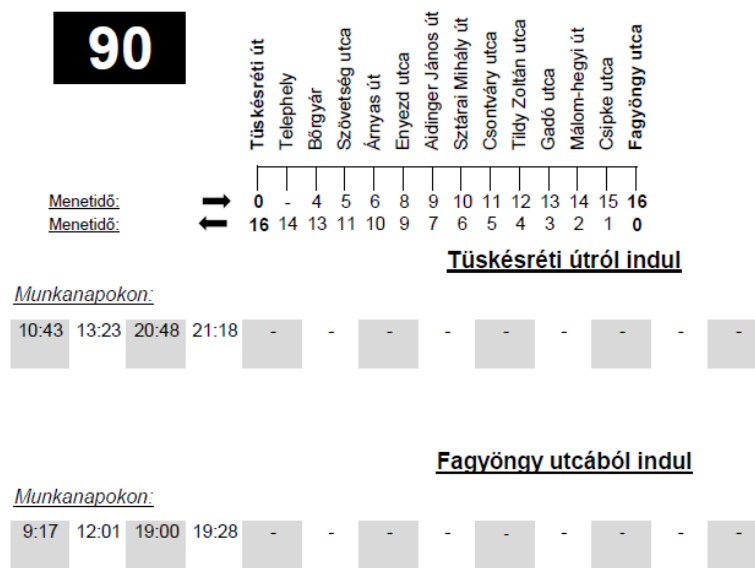 90
Tüskésréti út
Telephely
Bőrgyár
Szövetség utca
Árnyas út
Enyezd utca
Aidinger János út
Sztárai Mihály út
Csontváry utca
Tildy Zoltán utca
Gadó utca
Málom-hegyi út
Csipke utca
Fagyöngy utca
Menetidő: 0 - 4 5 6 8 9 10 11 12 13 14 15 16
Menetidő: 16 14 13 11 10 9 7 6 5 4 3 2 1 0
Tüskésréti útról indul
Munkanapokon:
10:43 13:23 20:48 21:18 - - - - - - - - -
Fagyöngy utcából indul
Munkanapokon:
9:17 12:01 19:00 19:28 - - - - - - - - -